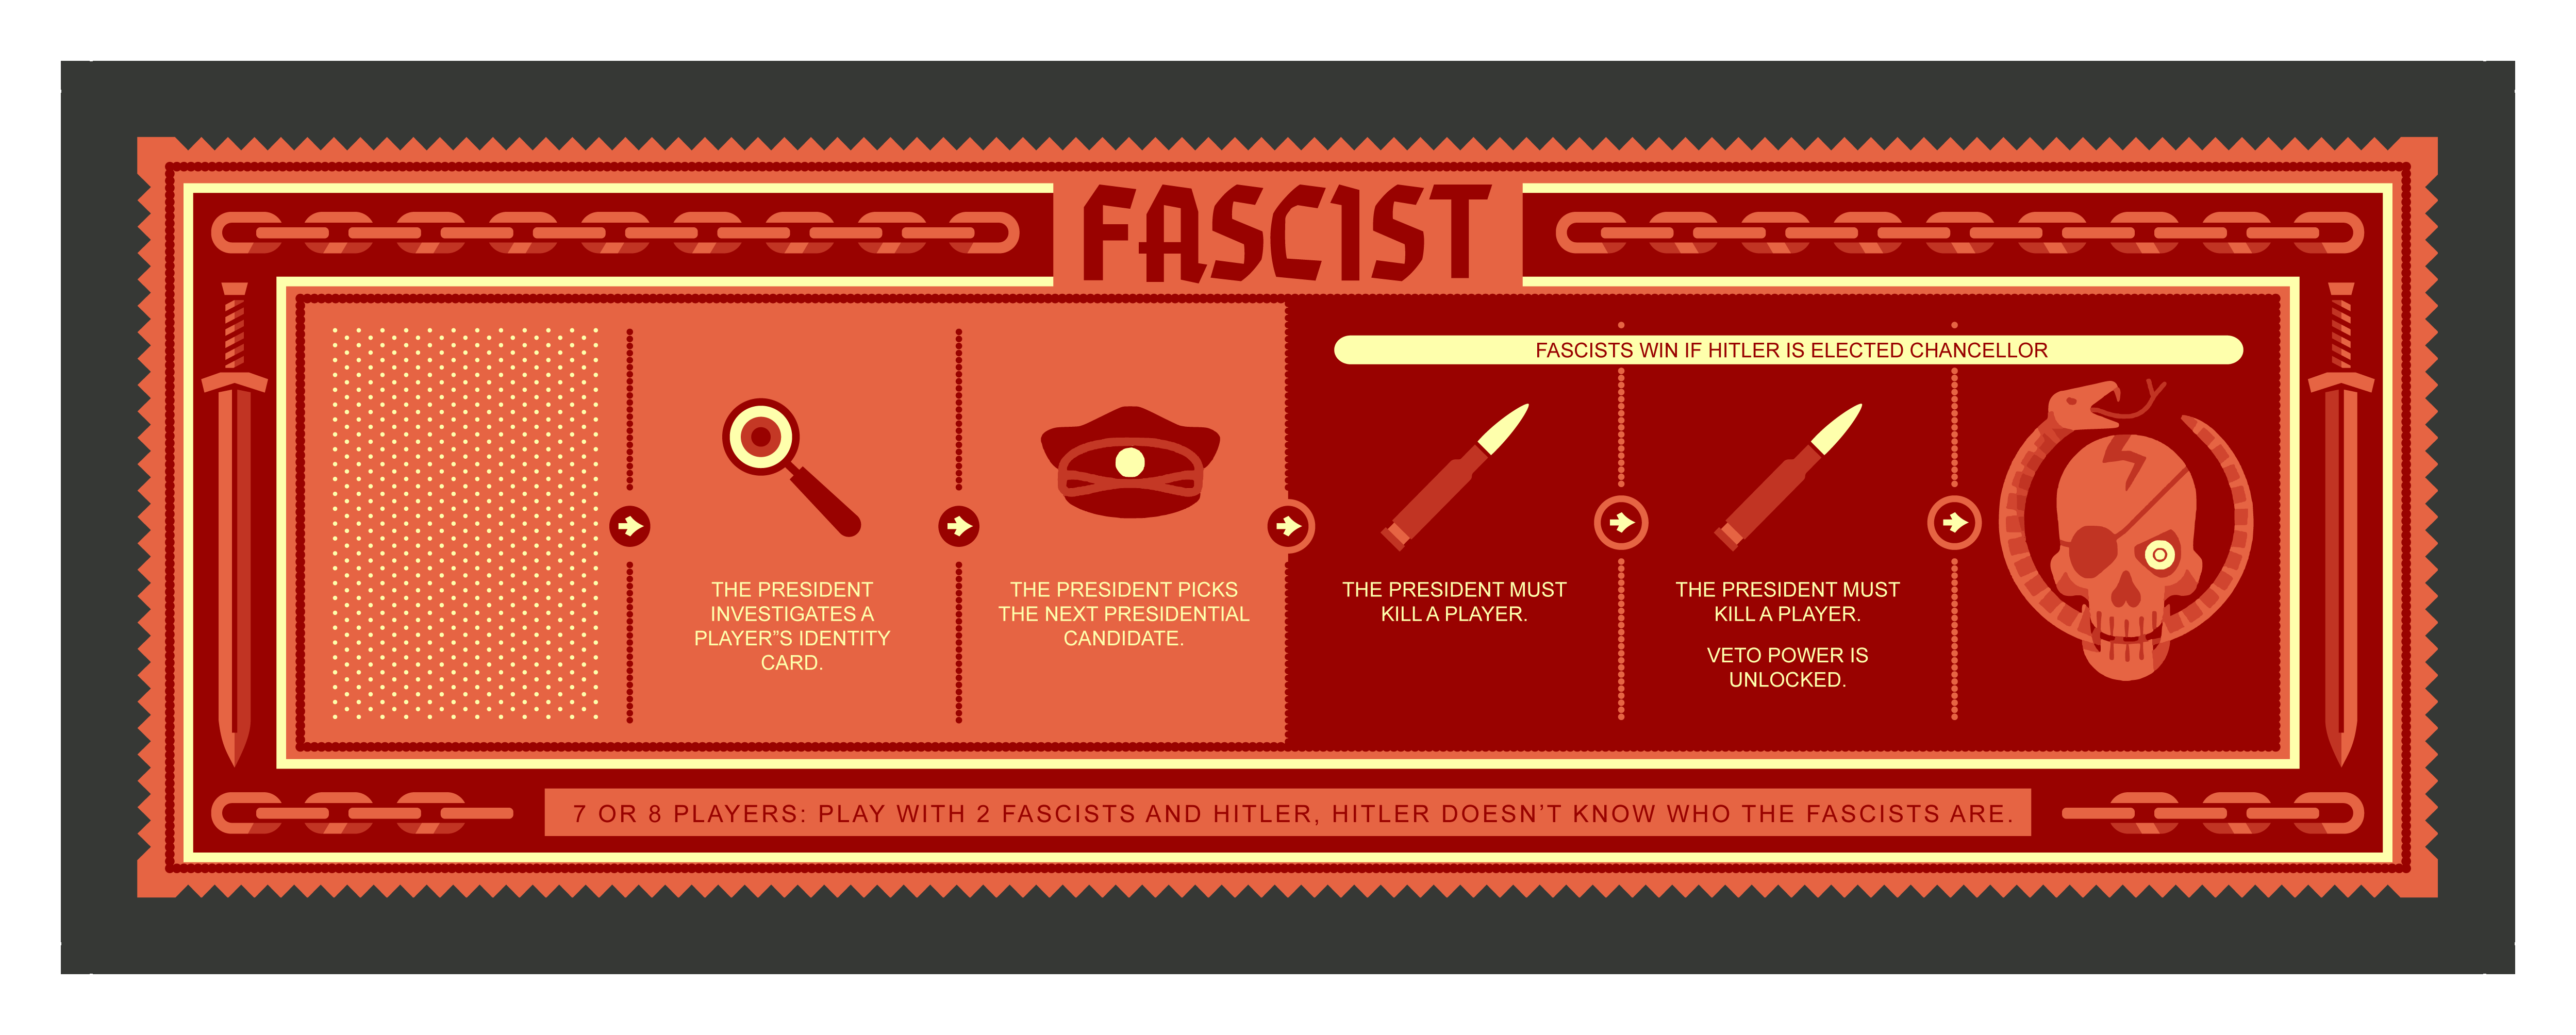 FASCIST
FASCISTS WIN IF HITLER IS ELECTED CHANCELLOR
THE PRESIDENT
INVESTIGATES A
PLAYER”S IDENTITY
CARD.
THE PRESIDENT PICKS
THE NEXT PRESIDENTIAL
CANDIDATE.
THE PRESIDENT MUST
KILL A PLAYER.
THE PRESIDENT MUST
KILL A PLAYER.
VETO POWER IS
UNLOCKED.
7 OR 8 PLAYERS: PLAY WITH 2 FASCISTS AND HITLER, HITLER DOESN’T KNOW WHO THE FASCISTS ARE.